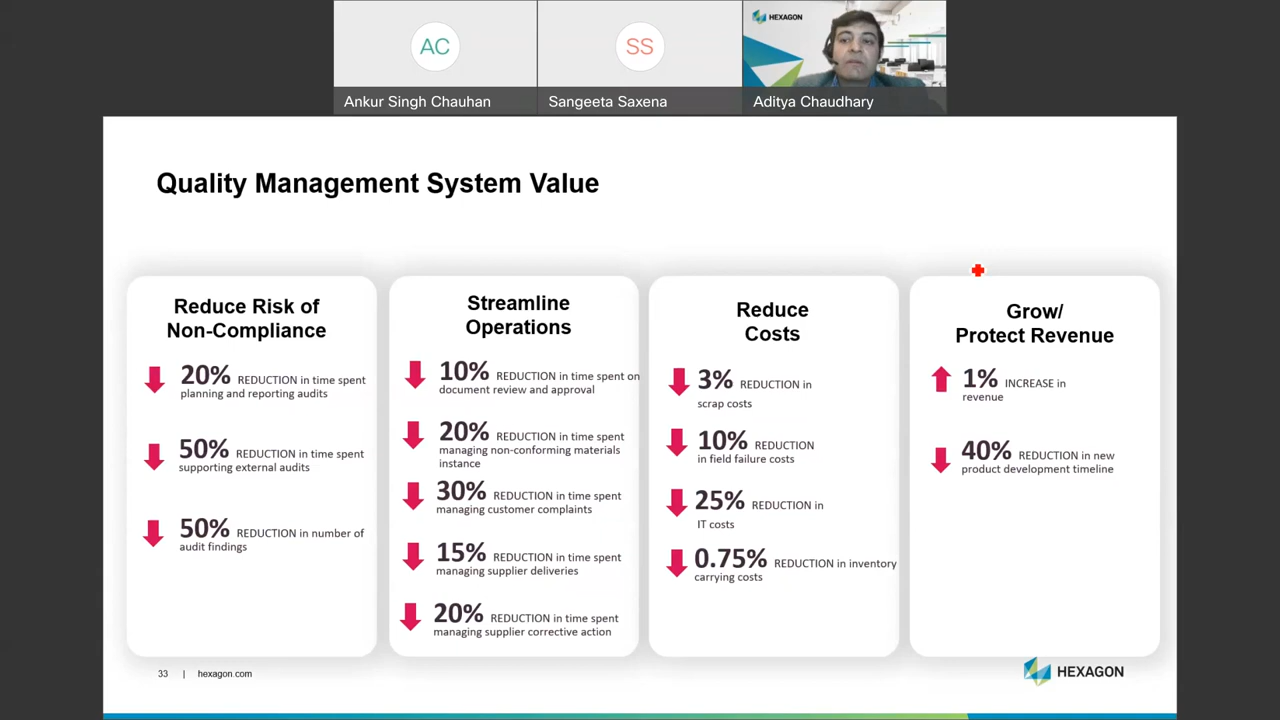 AC
SS
HEXAGON
Ankur Singh Chauhan
Sangeeta Saxena
Aditya Chaudhary
Quality Management System Value
Reduce Risk of
Non-Compliance
20% REDUCTION in time spent
planning and reporting audits
50% REDUCTION in time spent
supporting external audits
50% REDUCTION in number of
audit findings
Streamline
Operations
10% REDUCTION in time spent on
document review and approval
20% REDUCTION in time spent
managing non-conforming materials
instance
30% REDUCTION in time spent
managing customer complaints
15% REDUCTION in time spent
managing supplier deliveries
20% REDUCTION in time spent
managing supplier corrective action
Reduce
Costs
3% REDUCTION in
scrap costs
10% REDUCTION
in field failure costs
25% REDUCTION in
IT costs
0.75% REDUCTION in inventory
carrying costs
Grow/
Protect Revenue
1% INCREASE in
revenue
40% REDUCTION in new
product development timeline
33 | hexagon.com
HEXAGON